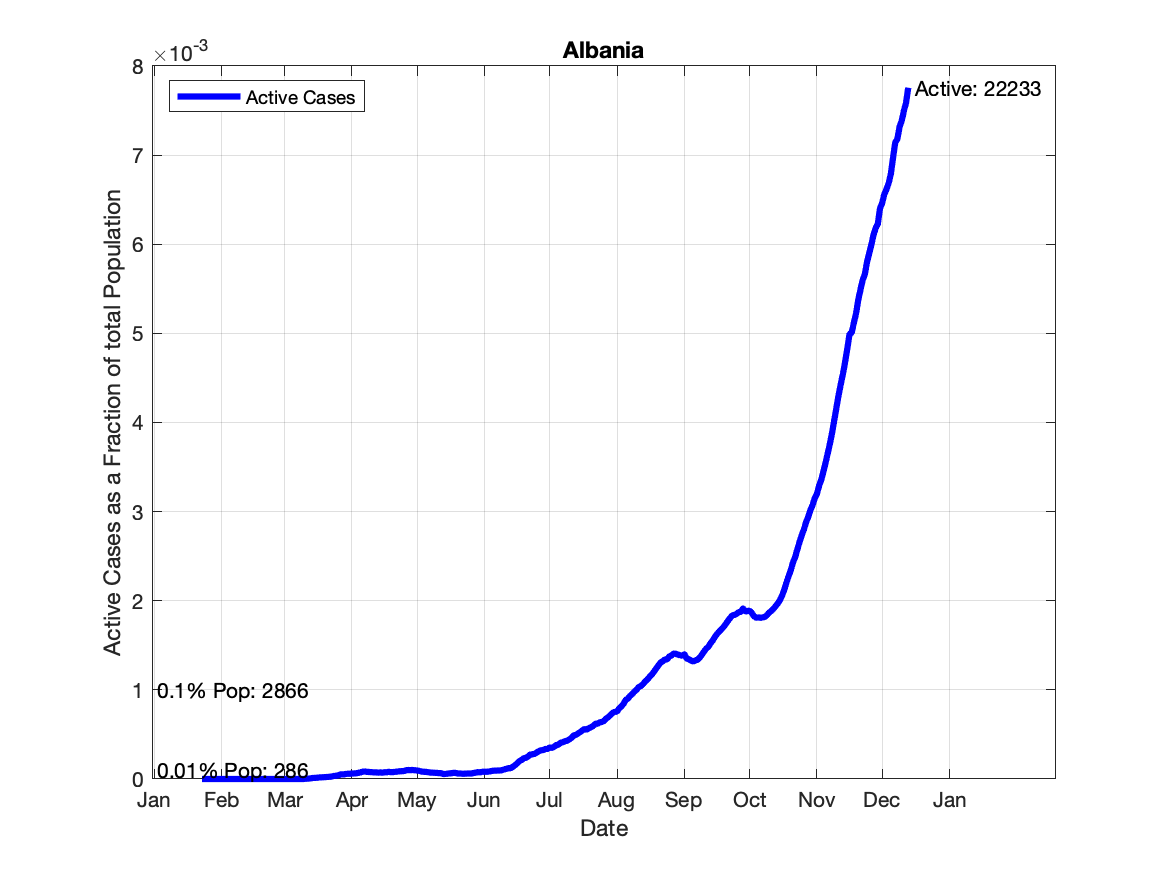 Albania
×10-3
8
7
6
5
4
3
2
1
0
Active Cases
Active: 22233
0.1% Pop: 2866
0.01% Pop: 286
Active Cases as a Fraction of total Population
Jan Feb Mar Apr May Jun Jul Aug Sep Oct Nov Dec Jan
Date